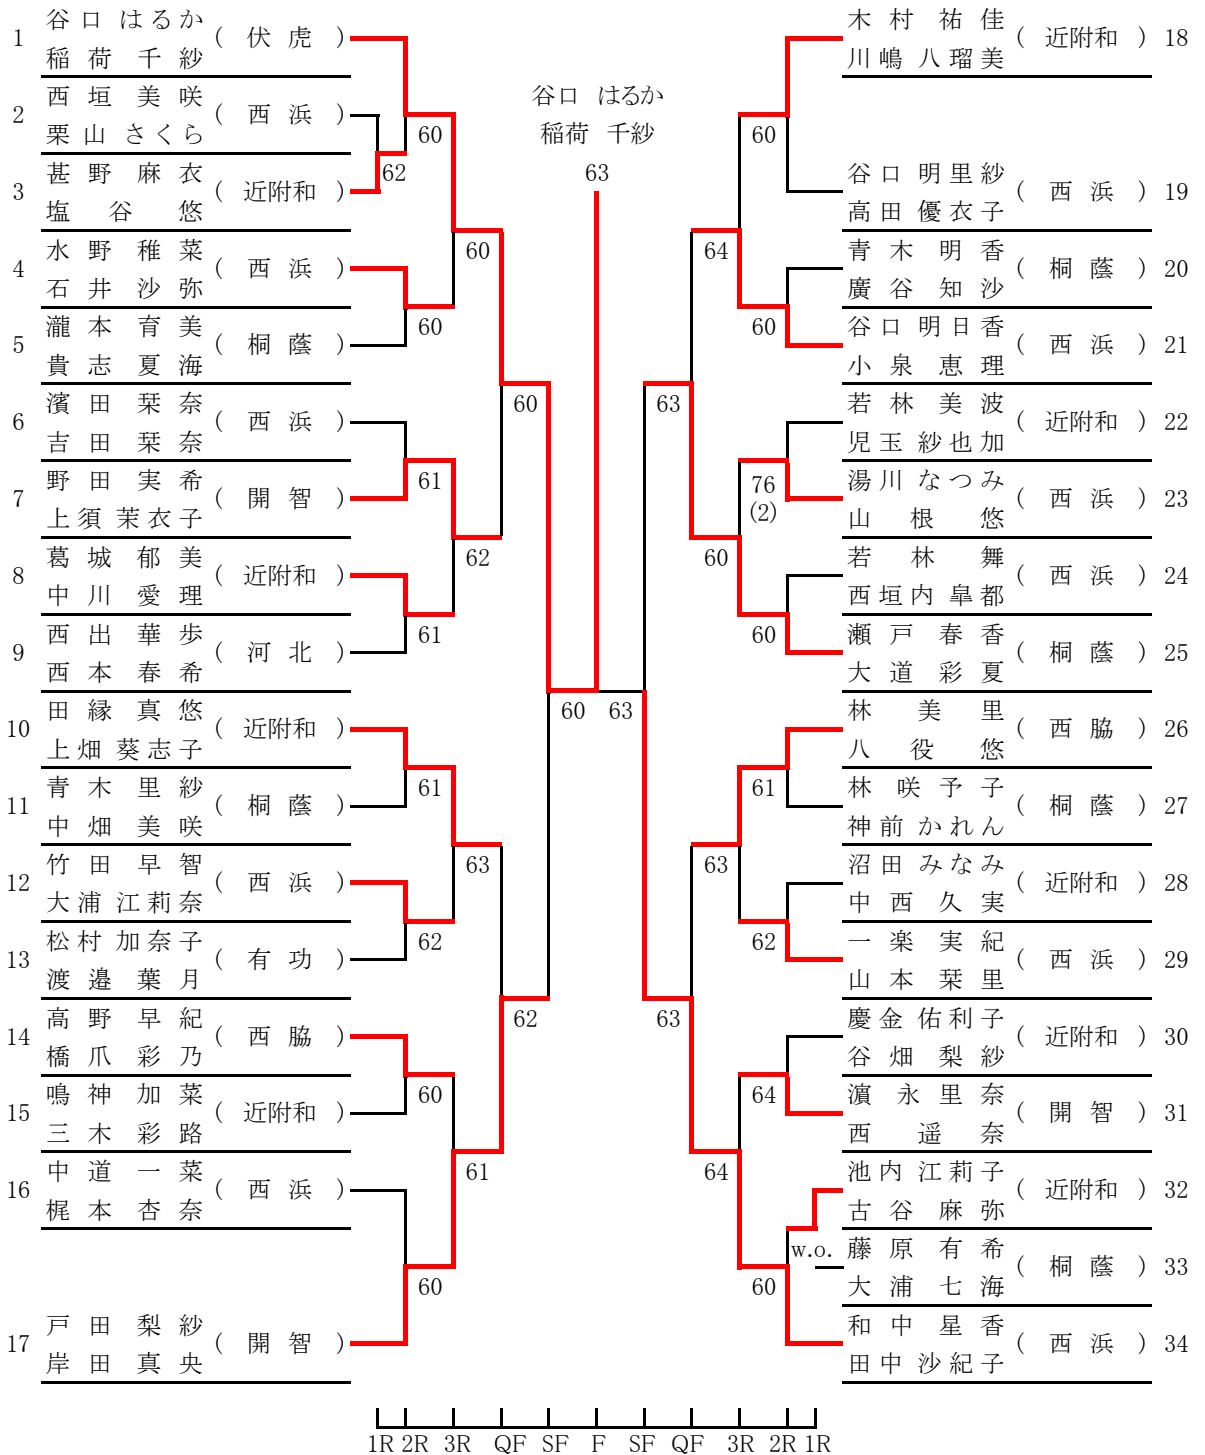 谷口 はるか
稲荷 千紗
63
1 谷口 はるか 稲荷 千紗 ( 伏虎 )
2 西垣 美咲 栗山 さくら ( 西浜 )
3 甚野 麻衣 塩谷 悠 ( 近附和 )
4 水野 稚菜 石井 沙弥 ( 西浜 )
5 瀧本 育美 貴志 夏海 ( 桐蔭 )
6 濱田 栞奈 吉田 栞奈 ( 西浜 )
7 野田 実希 上須 茉衣子 ( 開智 )
8 葛城 郁美 中川 愛理 ( 近附和 )
9 西出 華歩 西本 春希 ( 河北 )
10 田縁 真悠 上畑 葵志子 ( 近附和 )
11 青木 里紗 中畑 美咲 ( 桐蔭 )
12 竹田 早智 大浦 江莉奈 ( 西浜 )
13 松村 加奈子 渡邉 葉月 ( 有功 )
14 高野 早紀 橋爪 彩乃 ( 西脇 )
15 鳴神 加菜 三木 彩路 ( 近附和 )
16 中道 一菜 梶本 杏奈 ( 西浜 )
17 戸田 梨紗 岸田 真央 ( 開智 )
62
60
60
61
61
61
62
60
60
60
62
63
61
60
62
60
63
木村 祐佳 川嶋 八瑠美 ( 近附和 ) 18
谷口 明里紗 高田 優衣子 ( 西浜 ) 19
青木 明香 廣谷 知沙 ( 桐蔭 ) 20
谷口 明日香 小泉 恵理 ( 西浜 ) 21
若林 美波 児玉 紗也加 ( 近附和 ) 22
湯川 なつみ 山根 悠 ( 西浜 ) 23
若林 舞 西垣内 皐都 ( 西浜 ) 24
瀬戸 春香 大道 彩夏 ( 桐蔭 ) 25
林 美里 八役 悠 ( 西脇 ) 26
林 咲予子 神前 かれん ( 桐蔭 ) 27
沼田 みなみ 中西 久実 ( 近附和 ) 28
一楽 実紀 山本 栞里 ( 西浜 ) 29
慶金 佑利子 谷畑 梨紗 ( 近附和 ) 30
濵永 里奈 西 遥奈 ( 開智 ) 31
池内 江莉子 古谷 麻弥 ( 近附和 ) 32
藤原 有希 大浦 七海 ( 桐蔭 ) 33
和中 星香 田中 沙紀子 ( 西浜 ) 34
60
60
76
(2)
60
61
62
64
w.o.
60
64
60
63
64
63
63
1R 2R 3R QF SF F SF QF 3R 2R 1R